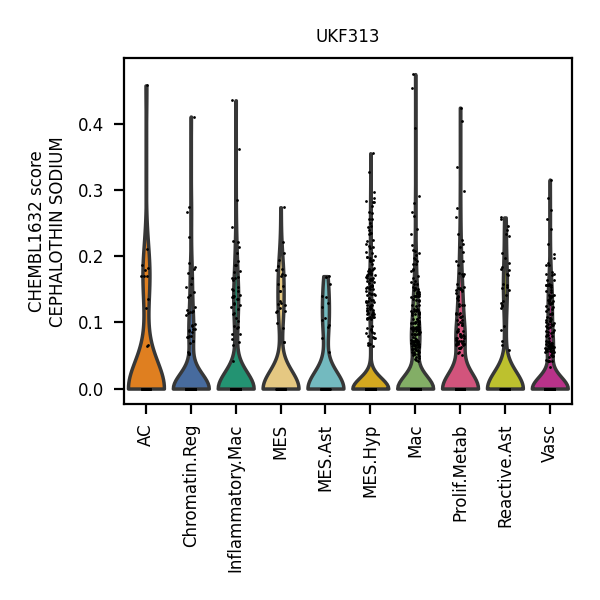 UKF313
CHEMBL1632 score
CEPHALOTHIN SODIUM
0.4
0.3
0.2
0.1
0.0
AC
Chromatin.Reg
Inflammatory.Mac
MES
MES.Ast
MES.Hyp
Mac
Prolif.Metab
Reactive.Ast
Vasc